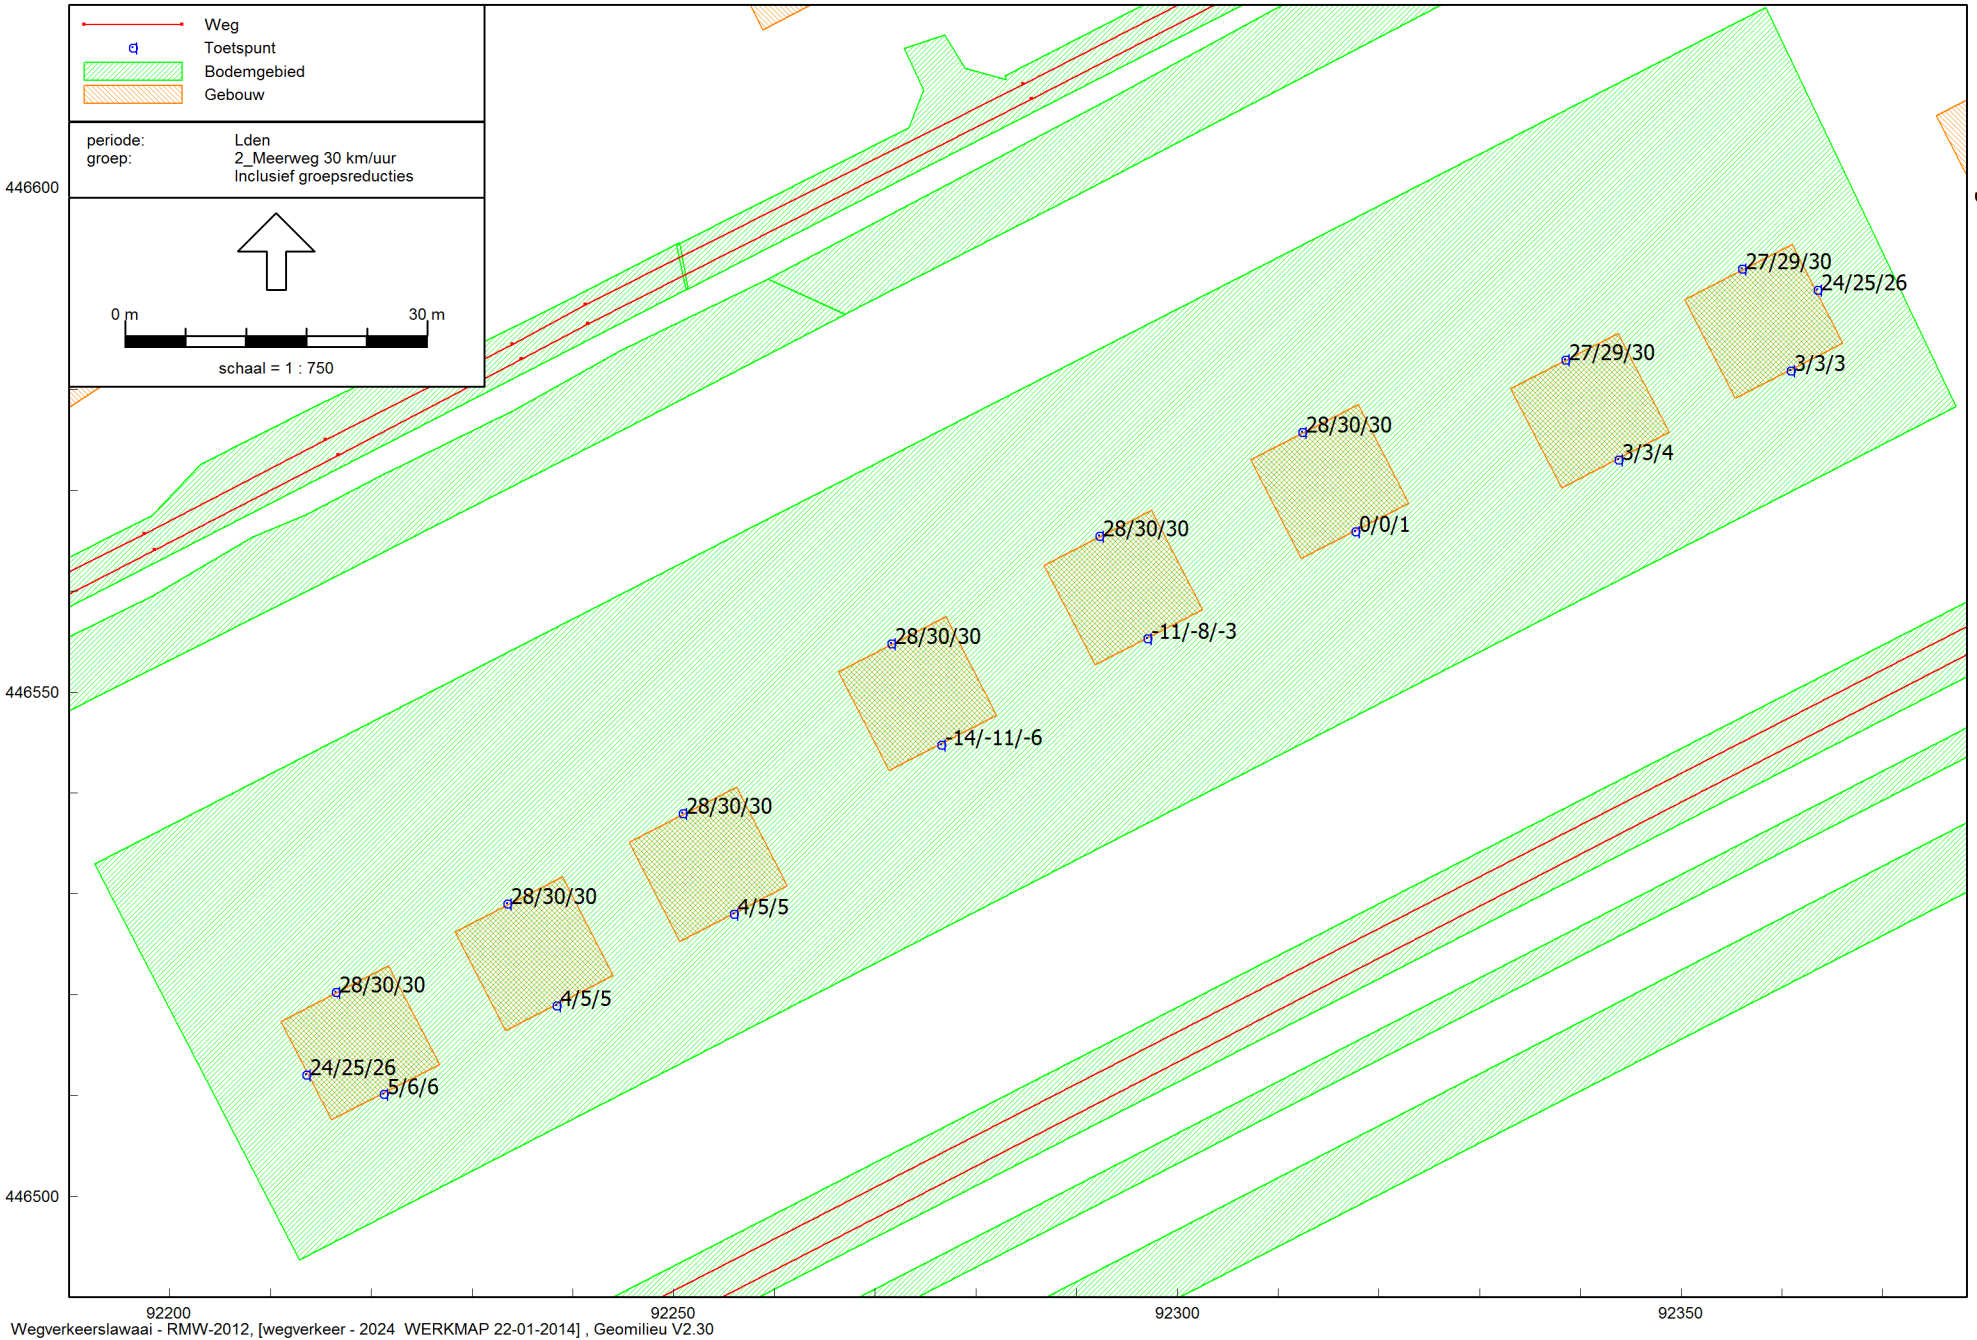 Weg
Toetspunt
Bodemgebied
Gebouw
periode: Lden
groep: 2_Meerweg 30 km/uur
Inclusief groepsreducties
0 m 30 m
schaal = 1 : 750
446600
446550
446500
27/29/30
24/25/26
27/29/30
3/3/3
28/30/30
3/3/4
28/30/30
0/0/1
28/30/30
-11/-8/-3
-14/-11/-6
28/30/30
28/30/30
4/5/5
28/30/30
4/5/5
24/25/26
5/6/6
92200 92250 92300 92350
Wegverkeerslawaai - RMW-2012, [wegverkeer - 2024 WERKMAP 22-01-2014] , Geomilieu V2.30